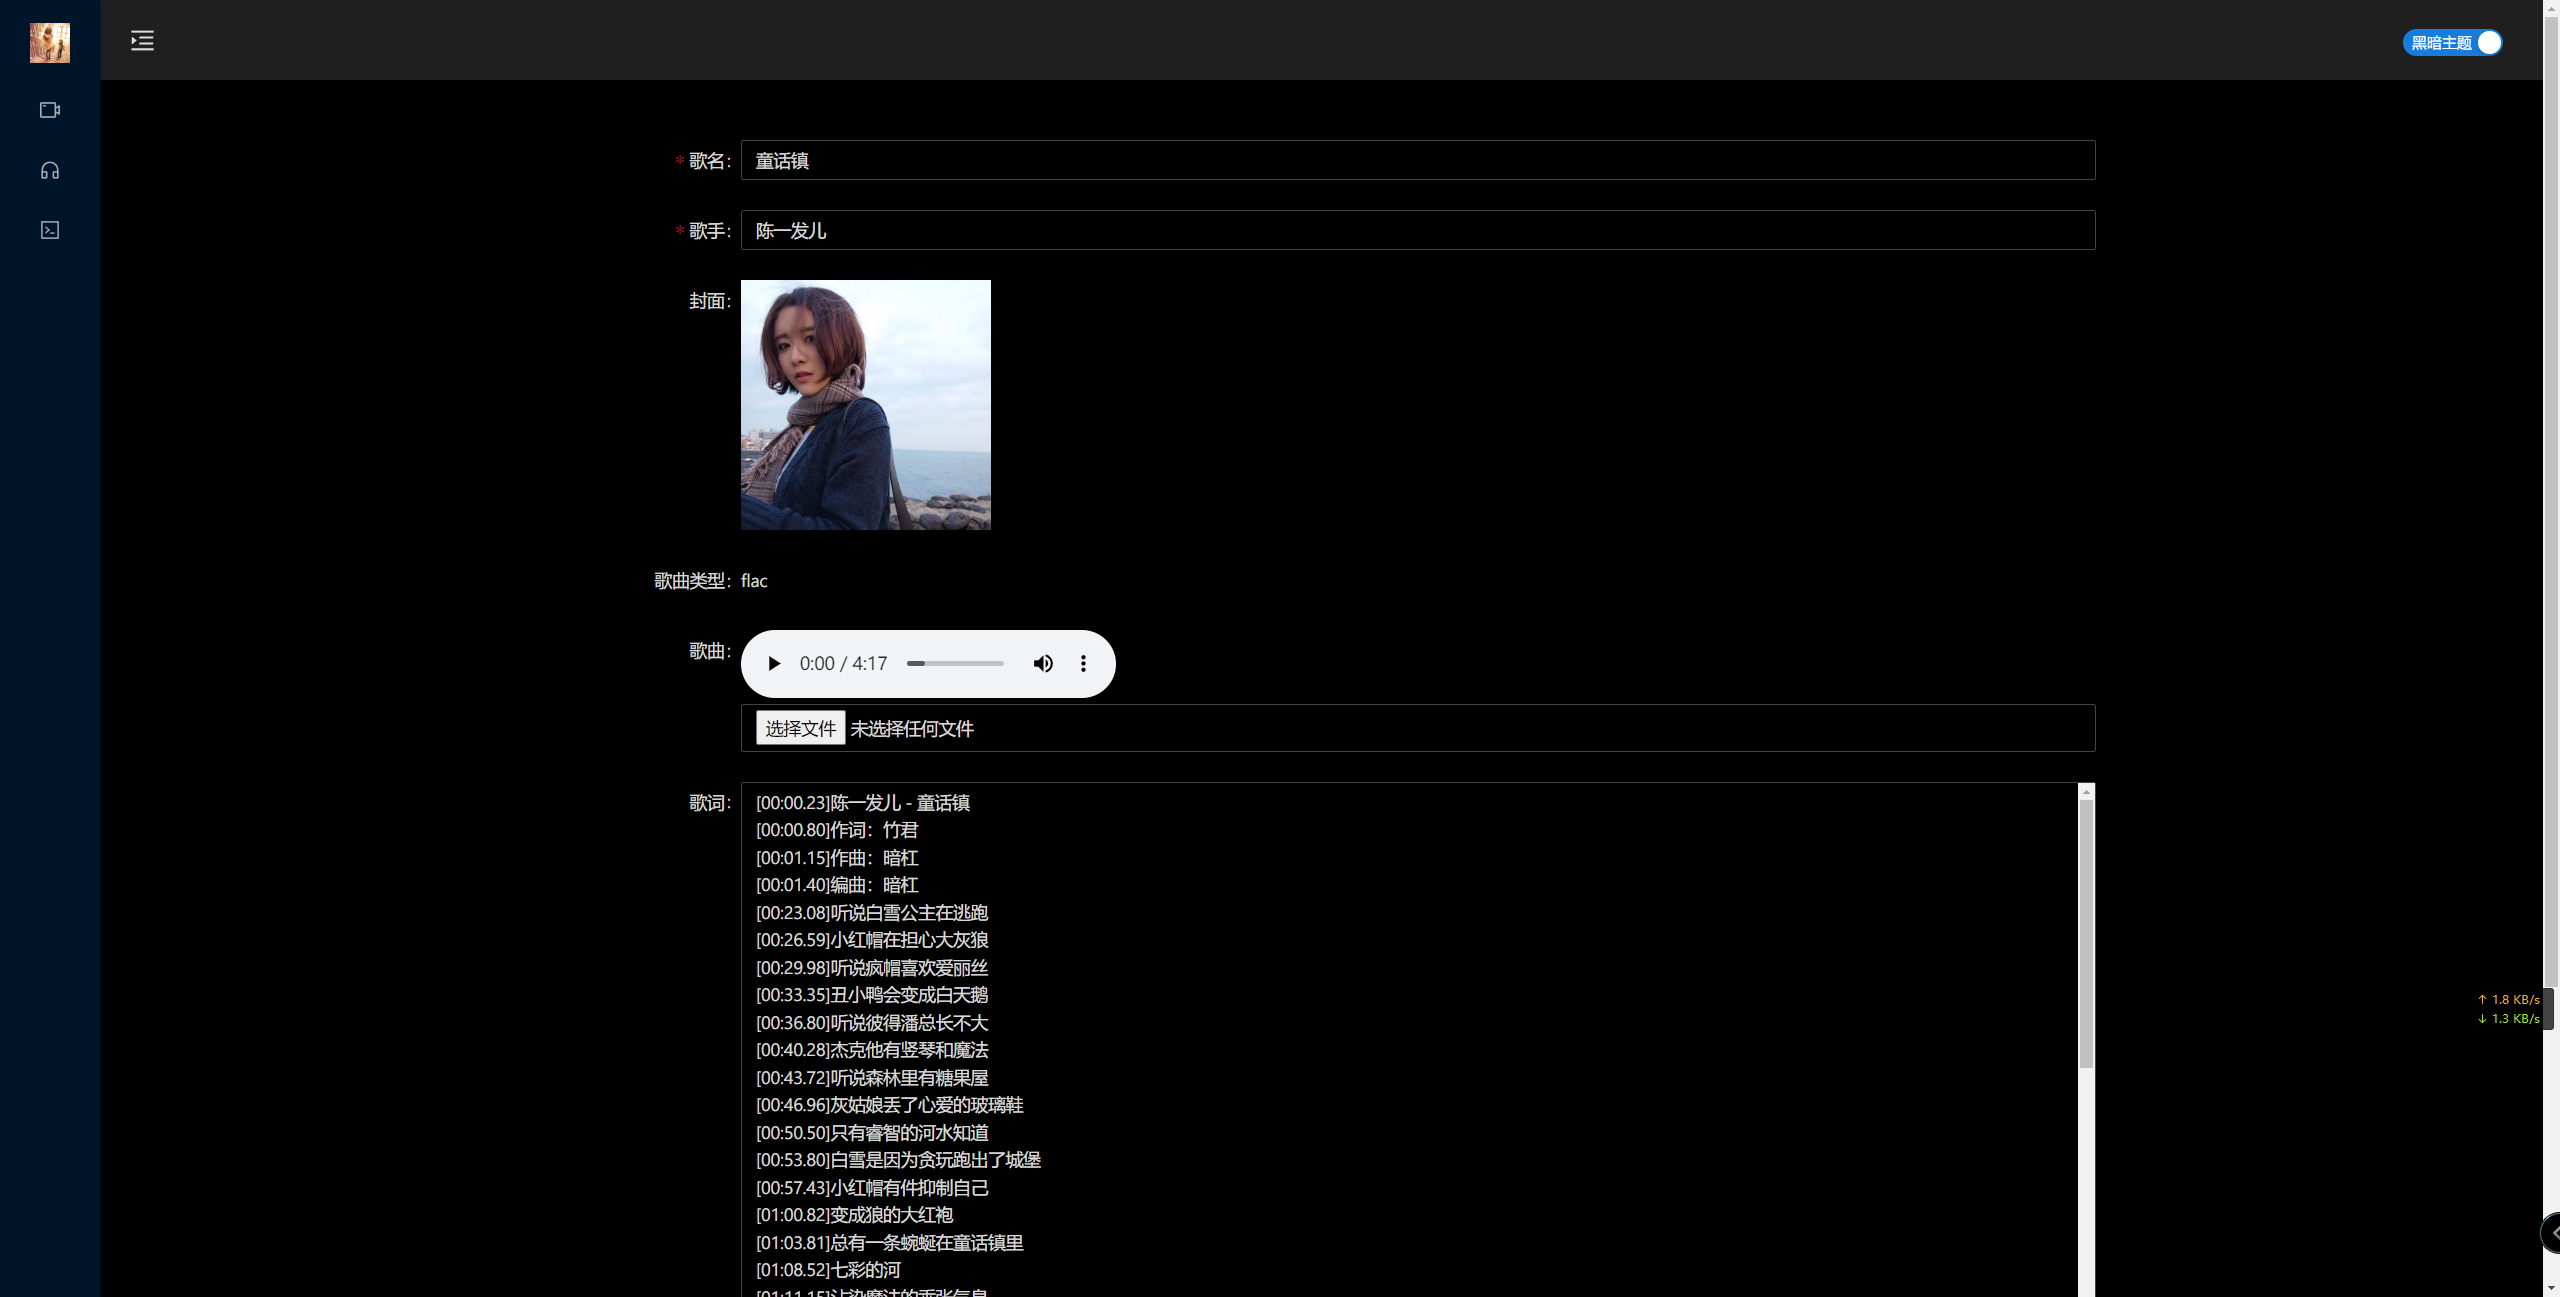 黑暗主题
* 歌名：
童话镇
* 歌手：
陈一发儿
封面：
歌曲类型：flac
歌曲：
0:00 / 4:17
选择文件 未选择任何文件
歌词：
[00:00.23]陈一发儿 - 童话镇
[00:00.80]作词：竹君
[00:01.15]作曲：暗杠
[00:01.40]编曲：暗杠
[00:23.08]听说白雪公主在逃跑
[00:26.59]小红帽在担心大灰狼
[00:29.98]听说疯帽喜欢爱丽丝
[00:33.35]丑小鸭会变成白天鹅
[00:36.80]听说彼得潘总长不大
[00:40.28]杰克他有竖琴和魔法
[00:43.72]听说森林里有糖果屋
[00:46.96]灰姑娘丢了心爱的玻璃鞋
[00:50.50]只有睿智的河水知道
[00:53.80]白雪是因为贪玩跑出了城堡
[00:57.43]小红帽有件抑制自己
[01:00.82]变成狼的大红袍
[01:03.81]总有一条蜿蜒在童话镇里
[01:08.52]七彩的河
[01:11.15]沾染魔法的乖张气息
↑ 1.8 KB/s
↓ 1.3 KB/s